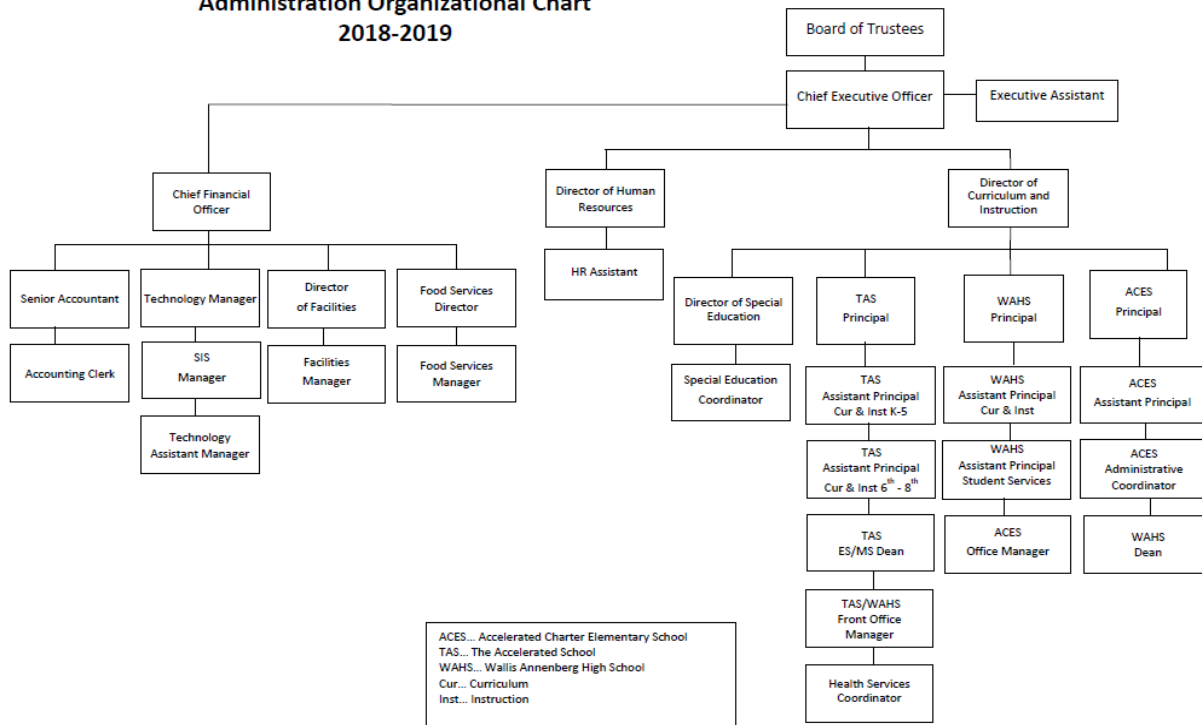 Administration Organizational Chart
2018-2019
Board of Trustees
Chief Executive Officer
Executive Assistant
Chief Financial
Officer
Director of Human
Resources
Director of
Curriculum and
Instruction
HR Assistant
Senior Accountant
Technology Manager
Director
of Facilities
Food Services
Director
Director of Special
Education
TAS
Principal
WAHS
Principal
ACES
Principal
Accounting Clerk
SIS
Manager
Facilities
Manager
Food Services
Manager
Special Education
Coordinator
TAS
Assistant Principal
Cur & Inst K-5
WAHS
Assistant Principal
Cur & Inst
ACES
Assistant Principal
Technology
Assistant Manager
TAS
Assistant Principal
Cur & Inst 6th - 8th
WAHS
Assistant Principal
Student Services
ACES
Administrative
Coordinator
TAS
ES/MS Dean
ACES
Office Manager
WAHS
Dean
TAS/WAHS
Front Office
Manager
Health Services
Coordinator
ACES... Accelerated Charter Elementary School
TAS... The Accelerated School
WAHS... Wallis Annenberg High School
Cur... Curriculum
Inst... Instruction